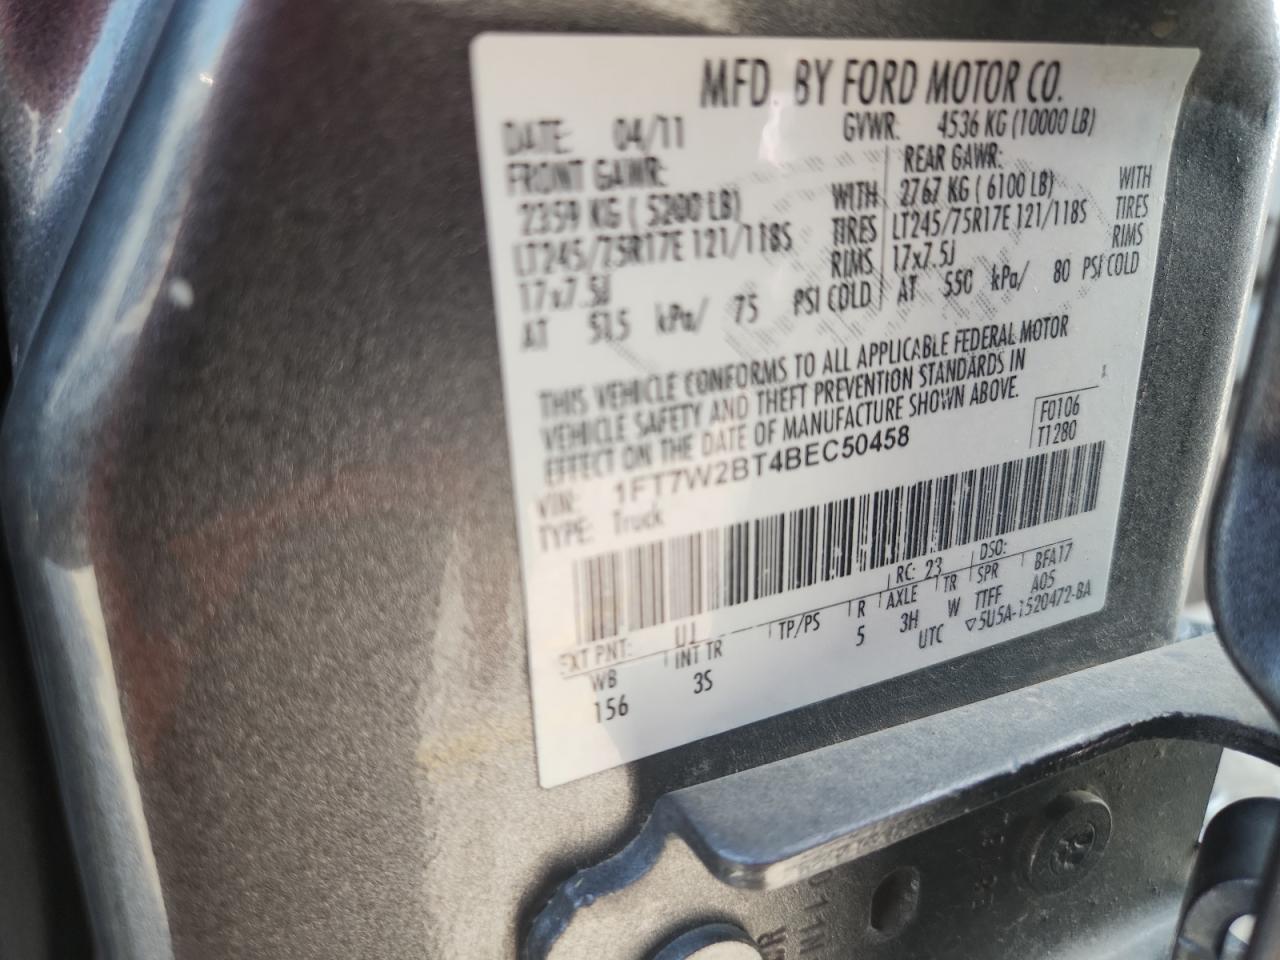 MFD. BY FORD MOTOR CO.
DATE: 04/11 GVWR: 4536 KG (10000 LB)
FRONT GAWR: REAR GAWR:
2359 KG ( 5200 LB) WITH 2767 KG ( 6100 LB) WITH
LT245/75R17E 121/118S TIRES LT245/75R17E 121/118S TIRES
17x7.5J RIMS 17x7.5J RIMS
AT 515 kPa/ 75 PSI COLD AT 550 kPa/ 80 PSI COLD
THIS VEHICLE CONFORMS TO ALL APPLICABLE FEDERAL MOTOR
VEHICLE SAFETY AND THEFT PREVENTION STANDARDS IN
EFFECT ON THE DATE OF MANUFACTURE SHOWN ABOVE.
VIN: 1FT7W2BT4BEC50458
F0106
T1280
TYPE: Truck
EXT PNT: UJ RC: 23 DSO:
WB INT TR TP/PS R AXLE TR SPR BFA17
156 3S 5 3H W TTFF A05
UTC ▽5U5A-1520472-BA